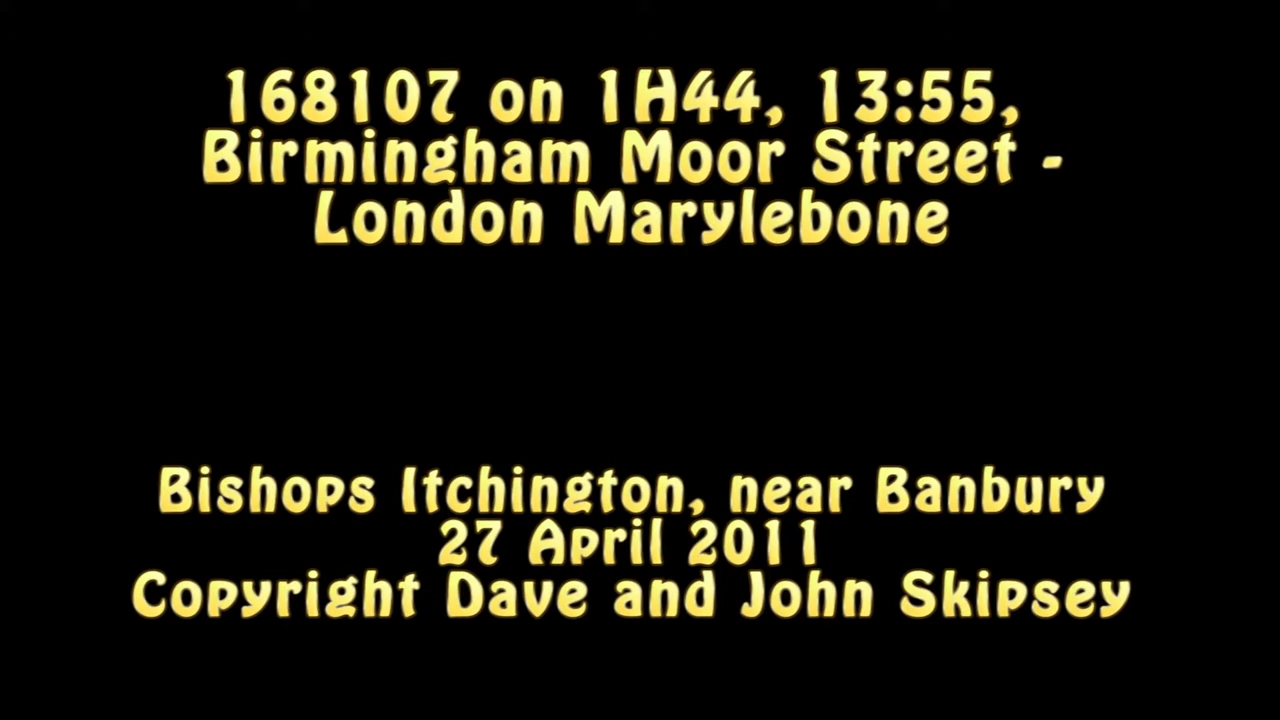 168107 on 1H44, 13:55,
Birmingham Moor Street -
London Marylebone
Bishops Itchington, near Banbury
27 April 2011
Copyright Dave and John Skipsey